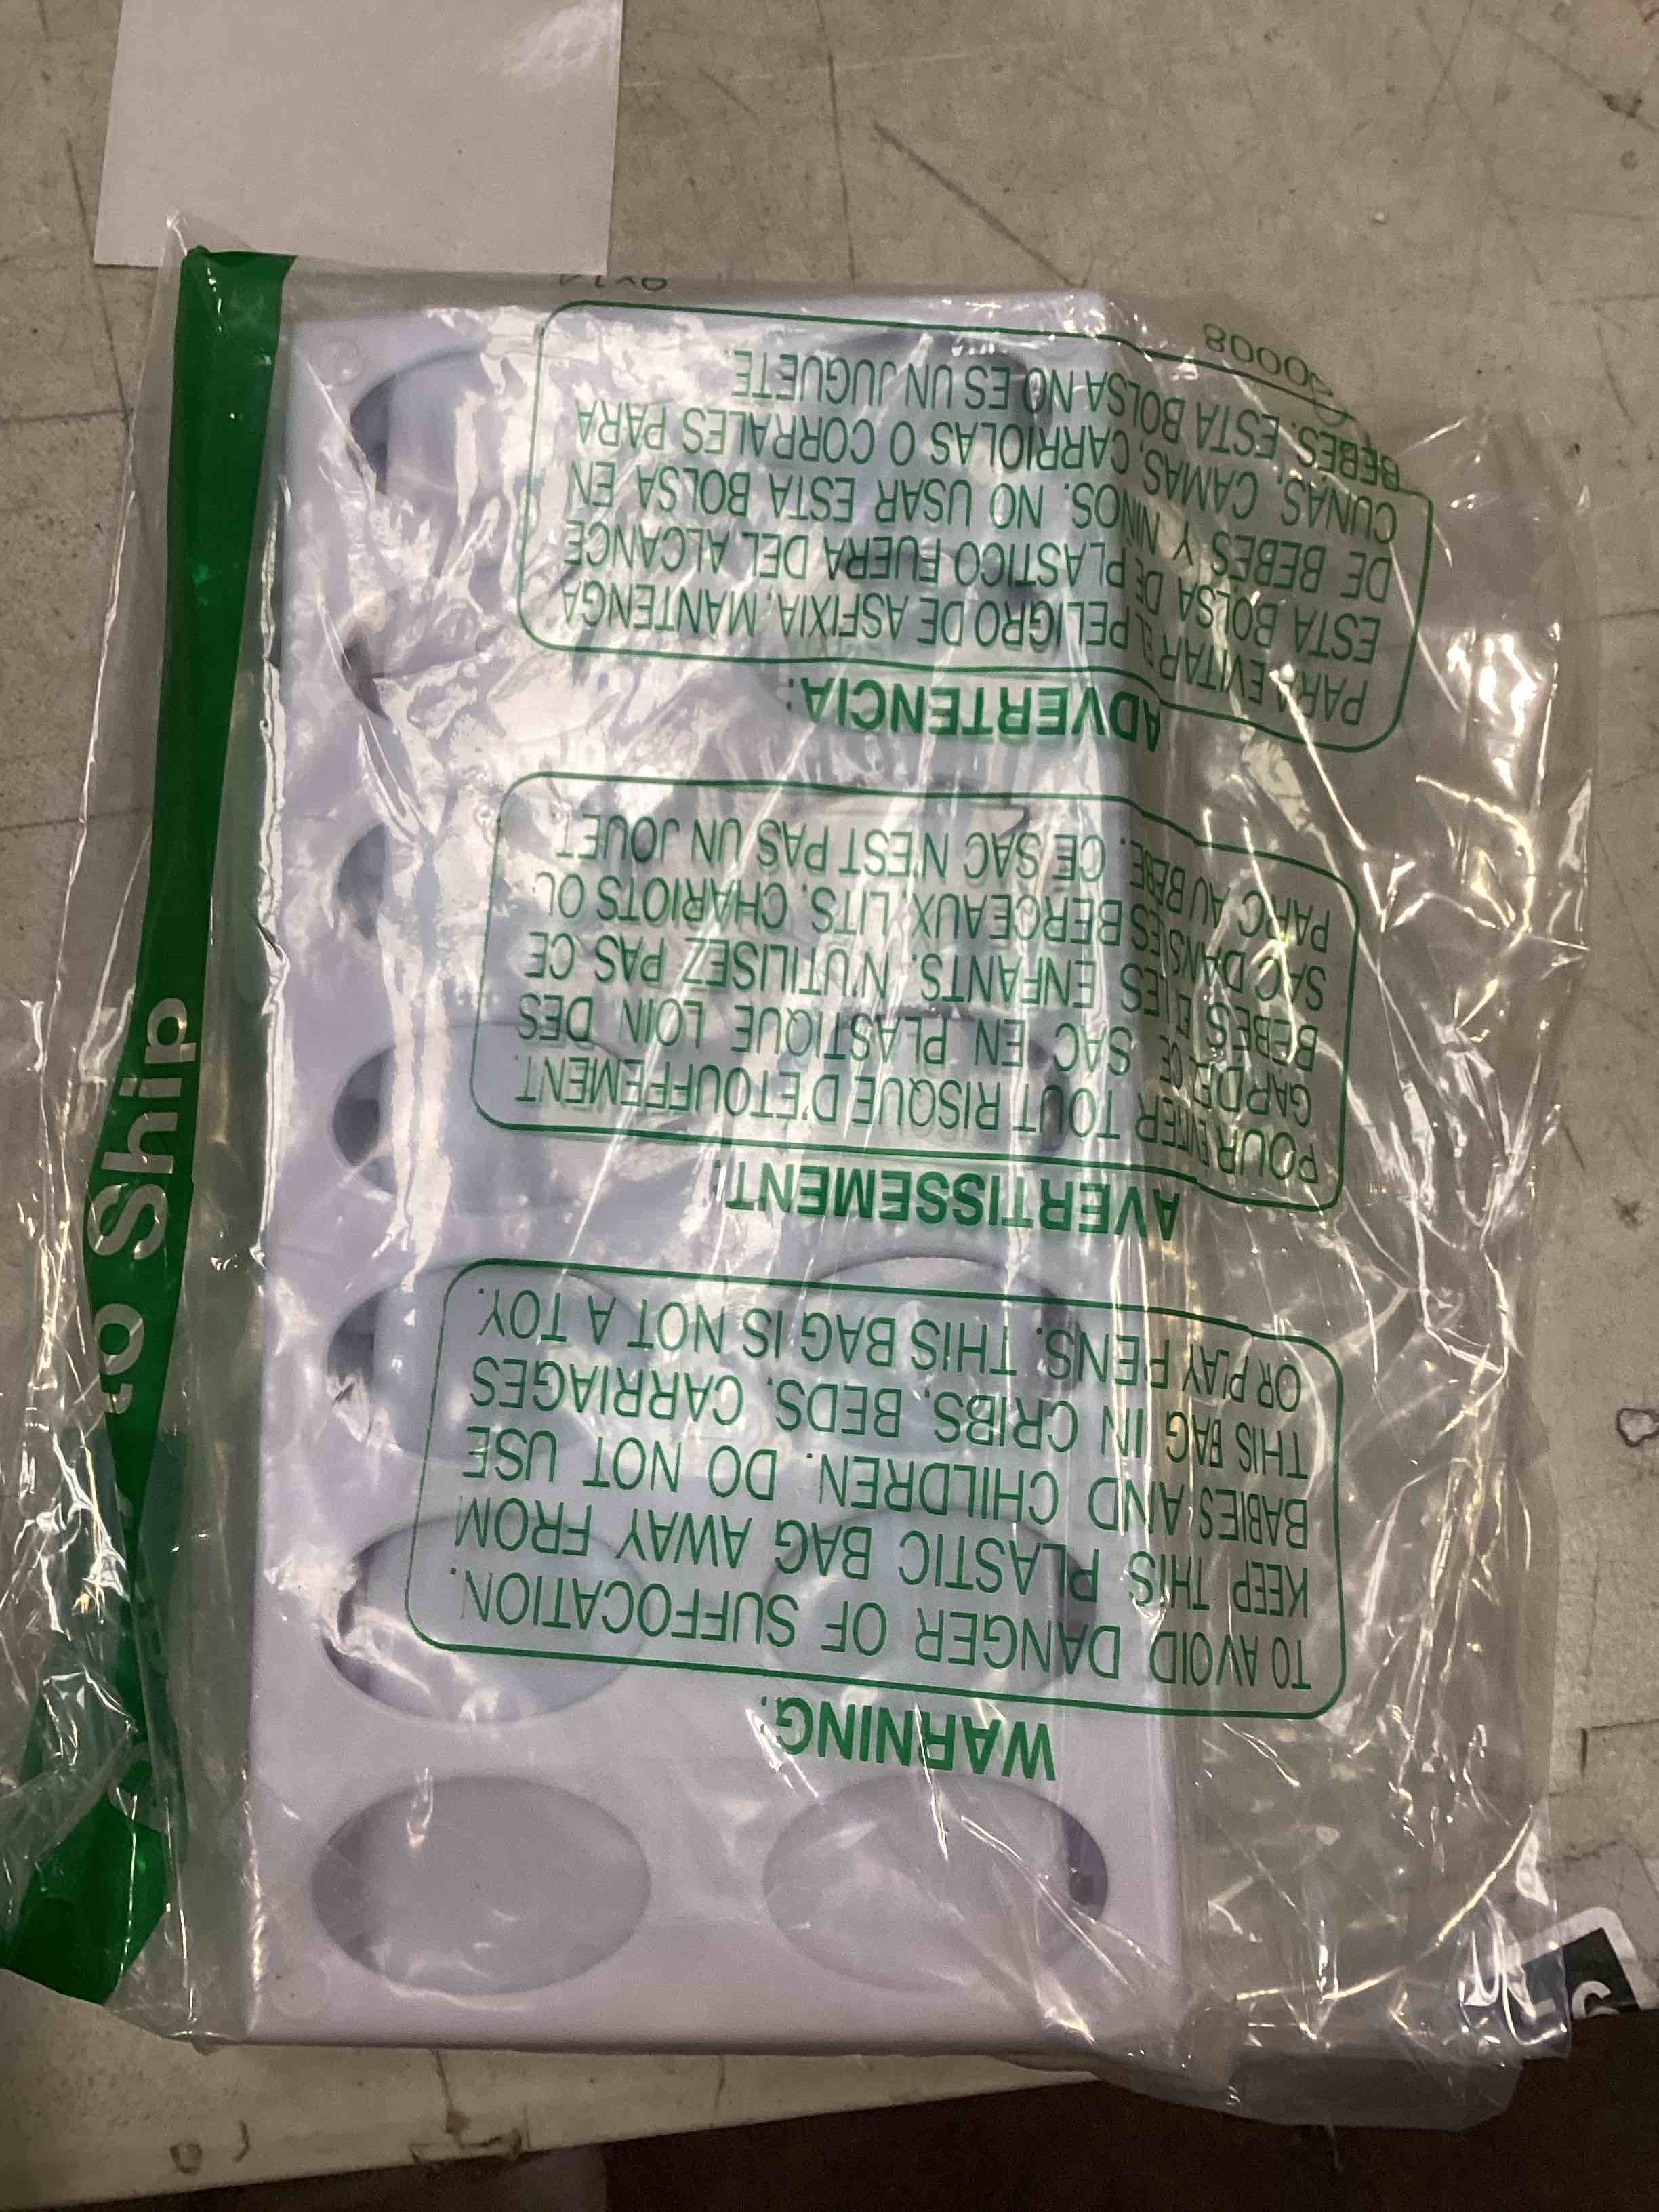 WARNING:
TO AVOID DANGER OF SUFFOCATION.
KEEP THIS PLASTIC BAG AWAY FROM
BABIES AND CHILDREN. DO NOT USE
THIS BAG IN CRIBS, BEDS, CARRIAGES
OR PLAY PENS. THIS BAG IS NOT A TOY.
AVERTISSEMENT:
POUR EVITER TOUT RISQUE D'ETOUFFEMENT.
GARDEZ CE SAC EN PLASTIQUE LOIN DES
BEBES ET LES ENFANTS. N'UTILISEZ PAS CE
SAC DANS LES BERCEAUX, LITS, CHARIOTS OU
PARC AU BEBE. CE SAC N'EST PAS UN JOUET
ADVERTENCIA:
PARA EVITAR EL PELIGRO DE ASFIXIA, MANTENGA
ESTA BOLSA DE PLASTICO FUERA DEL ALCANCE
DE BEBES Y NINOS. NO USAR ESTA BOLSA EN
CUNAS, CAMAS, CARRIOLAS O CORRALES PARA
BEBES. ESTA BOLSA NO ES UN JUGUETE.
9x14
to Ship